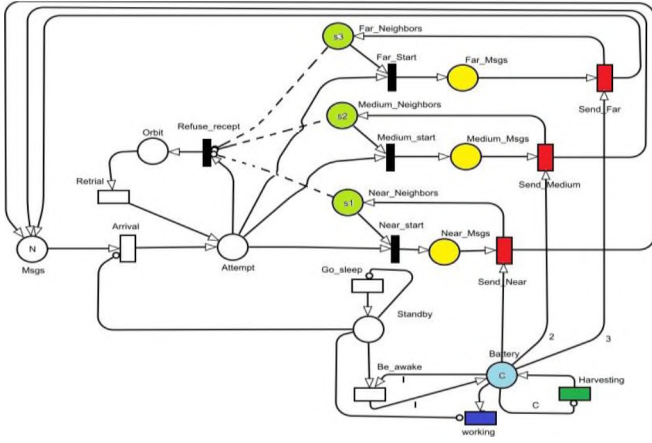 Far_Neighbors
s3
Far_Start
Far_Msgs
Send_Far
Medium_Neighbors
s2
Medium_start
Medium_Msgs
Send_Medium
Orbit
Refuse_recept
Retrial
Near_Neighbors
s1
Near_start
Near_Msgs
Send_Near
Arrival
N
Msgs
Attempt
Go_sleep
Standby
Be_awake
I
I
Battery
C
2
3
Harvesting
C
working